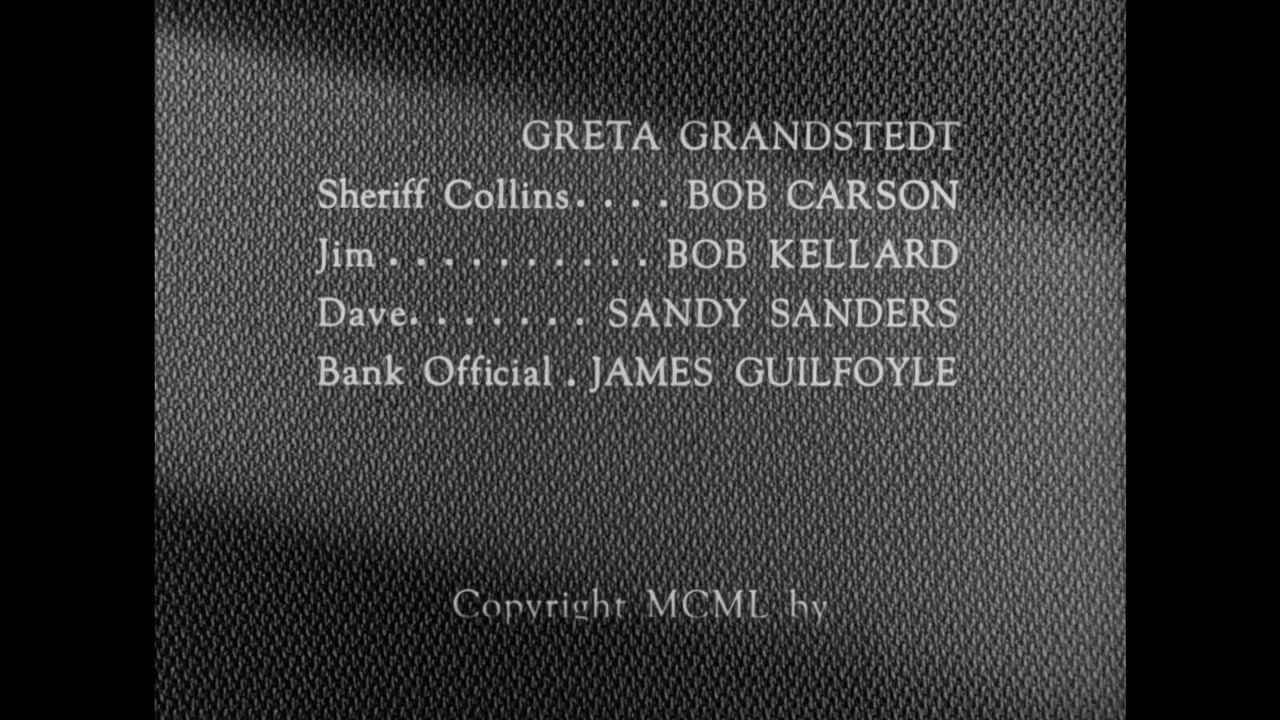 GRETA GRANDSTEDT
Sheriff Collins. . . . BOB CARSON
Jim . . . . . . . . . . BOB KELLARD
Dave. . . . . . . SANDY SANDERS
Bank Official . JAMES GUILFOYLE
Copyright MCML by